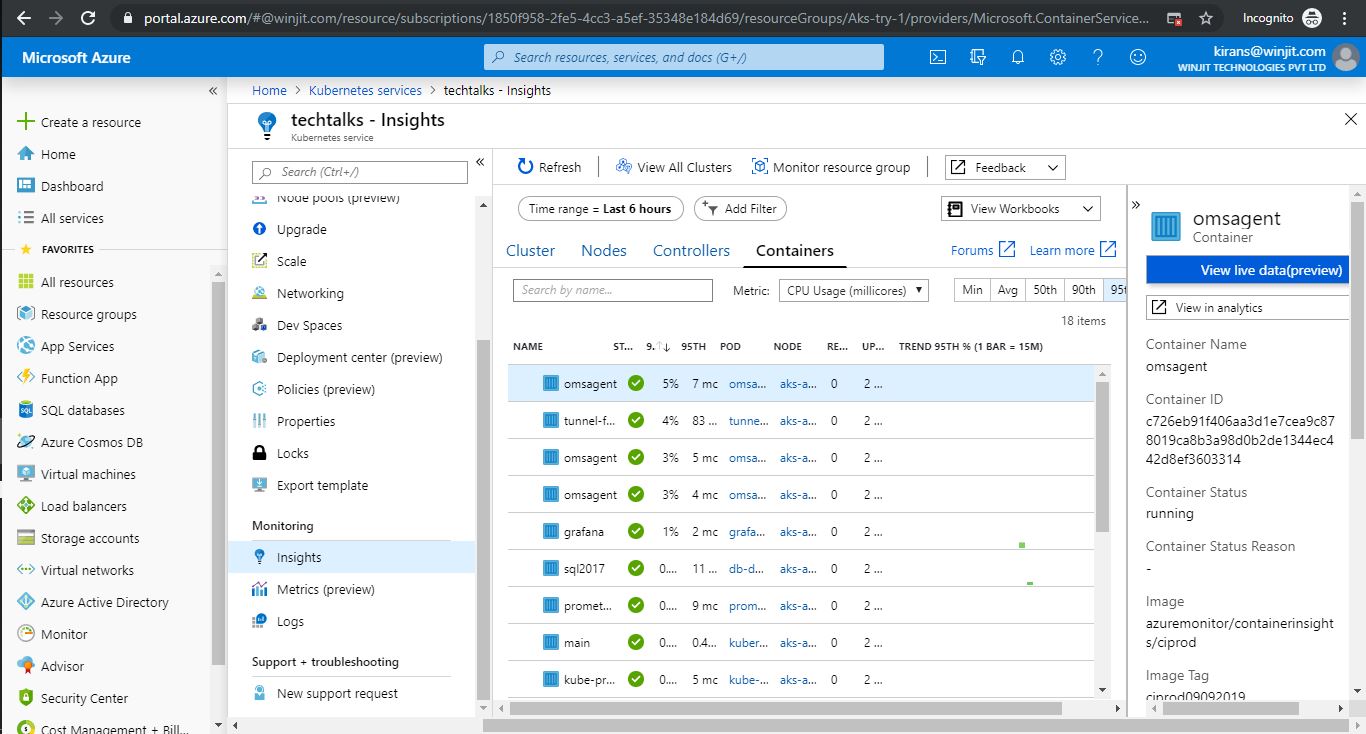 portal.azure.com/#@winjit.com/resource/subscriptions/1850f958-2fe5-4cc3-a5ef-35348e184d69/resourceGroups/Aks-try-1/providers/Microsoft.ContainerService...
Incognito
Microsoft Azure
Search resources, services, and docs (G+/)
kirans@winjit.com
WINJIT TECHNOLOGIES PVT LTD
«
Create a resource
Home
Dashboard
All services
FAVORITES
All resources
Resource groups
App Services
Function App
SQL databases
Azure Cosmos DB
Virtual machines
Load balancers
Storage accounts
Virtual networks
Azure Active Directory
Monitor
Advisor
Security Center
Cost Management + Bill...
Home > Kubernetes services > techtalks - Insights
techtalks - Insights
Kubernetes service
Search (Ctrl+/)
«
Node pools (preview)
Upgrade
Scale
Networking
Dev Spaces
Deployment center (preview)
Policies (preview)
Properties
Locks
Export template
Monitoring
Insights
Metrics (preview)
Logs
Support + troubleshooting
New support request
Refresh View All Clusters Monitor resource group Feedback
Time range = Last 6 hours Add Filter View Workbooks
Cluster Nodes Controllers Containers Forums Learn more
Search by name... Metric: CPU Usage (millicores) Min Avg 50th 90th 95t
18 items
NAME ST... 9. 95TH POD NODE RE... UP... TREND 95TH % (1 BAR = 15M)
omsagent 5% 7 mc omsa... aks-a... 0 2 ...
tunnel-f... 4% 83 ... tunne... aks-a... 0 2 ...
omsagent 3% 5 mc omsa... aks-a... 0 2 ...
omsagent 3% 4 mc omsa... aks-a... 0 2 ...
grafana 1% 2 mc grafa... aks-a... 0 2 ...
sql2017 0.... 11 ... db-d... aks-a... 0 2 ...
promet... 0.... 9 mc prom... aks-a... 0 2 ...
main 0.... 0.4... kuber... aks-a... 0 2 ...
kube-pr... 0.... 5 mc kube-... aks-a... 0 2 ...
»
omsagent
Container
View live data(preview)
View in analytics
Container Name
omsagent
Container ID
c726eb91f406aa3d1e7cea9c87
8019ca8b3a98d0b2de1344ec4
42d8ef3603314
Container Status
running
Container Status Reason
-
Image
azuremonitor/containerinsight
s/ciprod
Image Tag
ciprod09092019